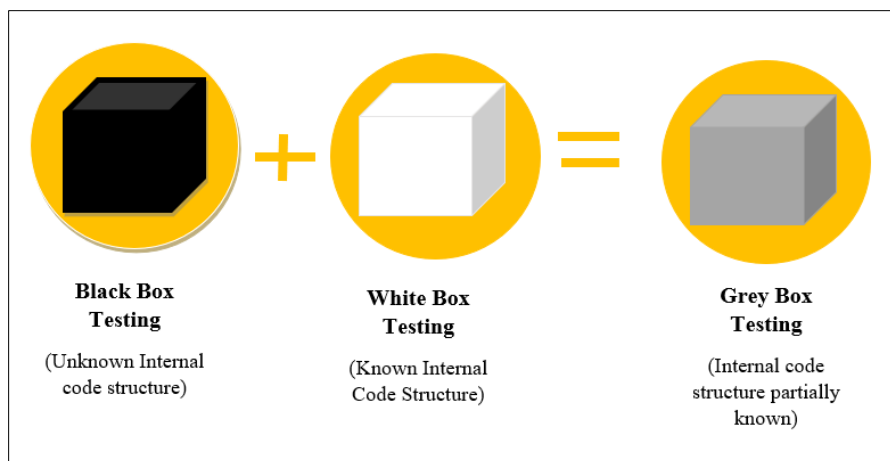 Black Box
Testing
(Unknown Internal
code structure)
White Box
Testing
(Known Internal
Code Structure)
Grey Box
Testing
(Internal code
structure partially
known)